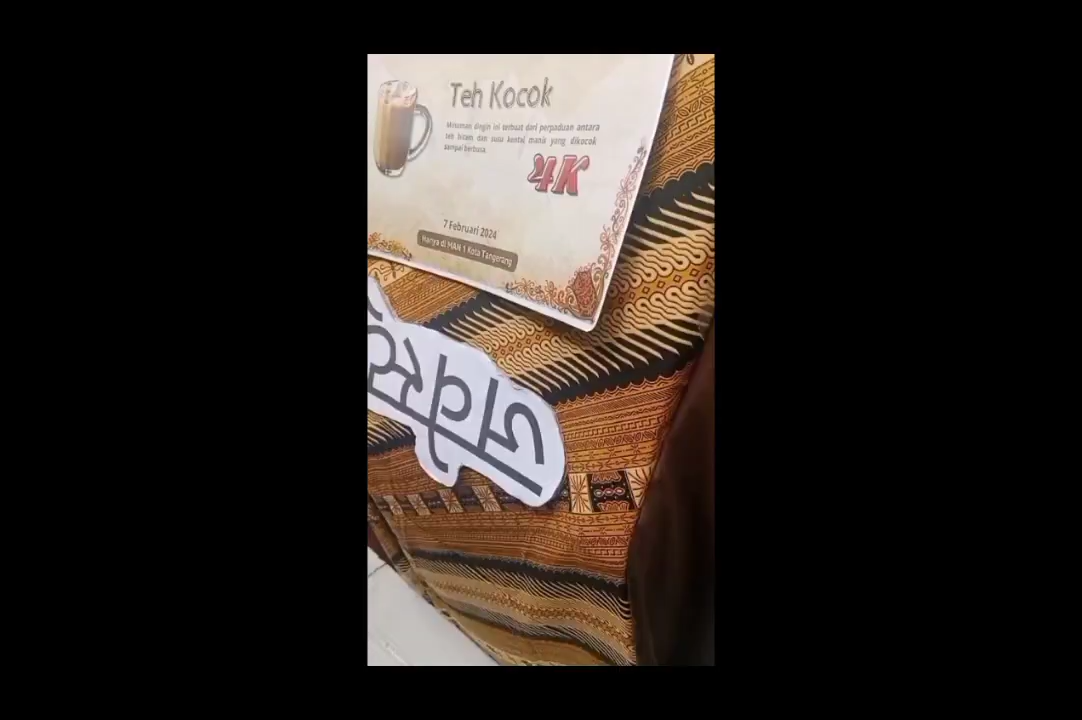 Teh Kocok
Minuman dingin ini terbuat dari perpaduan antara
teh hitam dan susu kental manis yang dikocok
sampai berbusa.
4K
7 Februari 2024
Hanya di MAN 1 Kota Tangerang